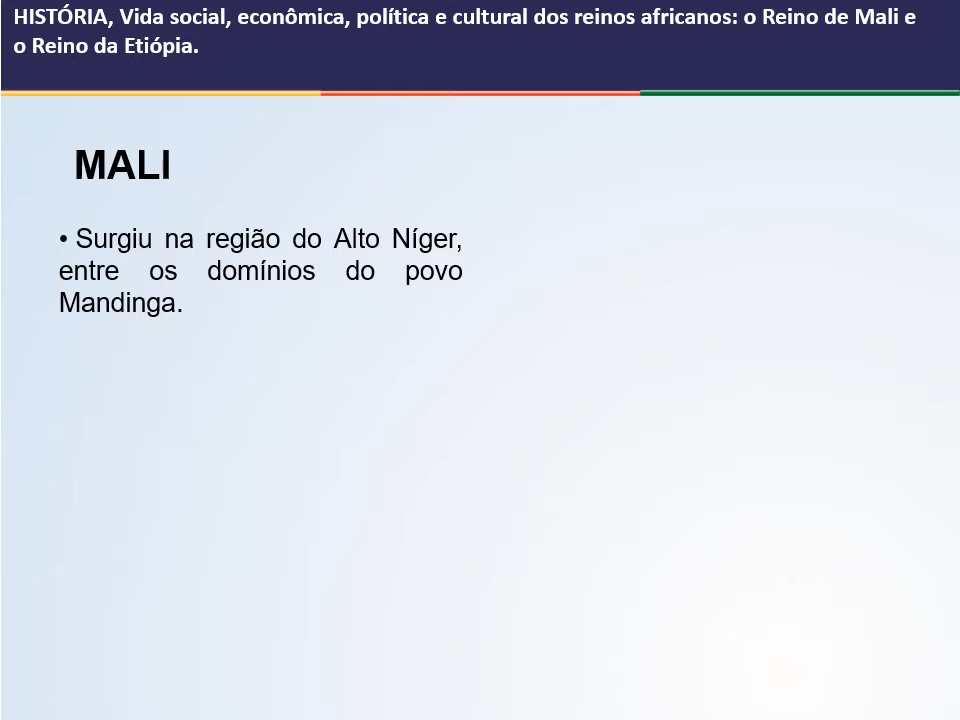 HISTÓRIA, Vida social, econômica, política e cultural dos reinos africanos: o Reino de Mali e
o Reino da Etiópia.
MALI
• Surgiu na região do Alto Níger,
entre os domínios do povo
Mandinga.